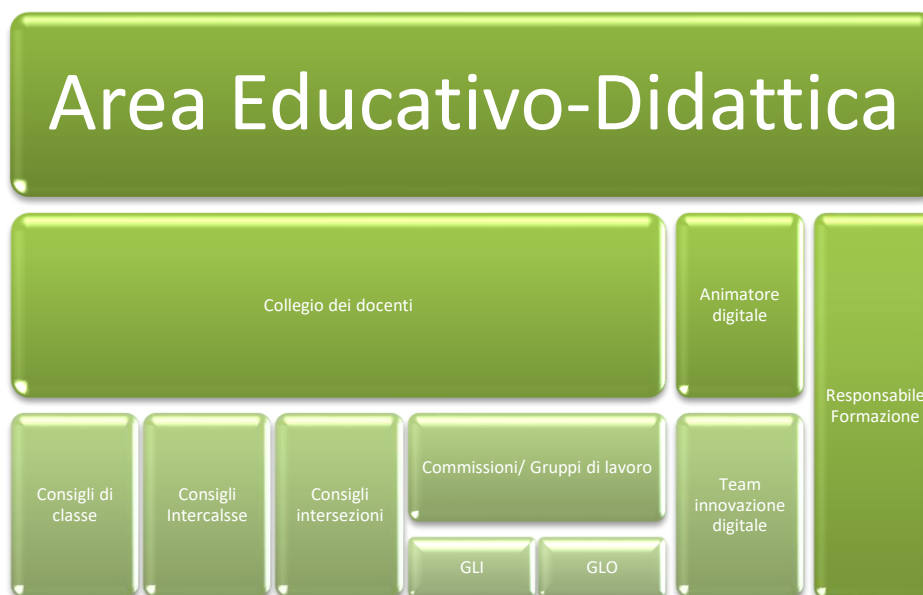 Area Educativo-Didattica
Collegio dei docenti
Animatore
digitale
Responsabile
Formazione
Consigli di
classe
Consigli
Intercalsse
Consigli
intersezioni
Commissioni/ Gruppi di lavoro
GLI
GLO
Team
innovazione
digitale